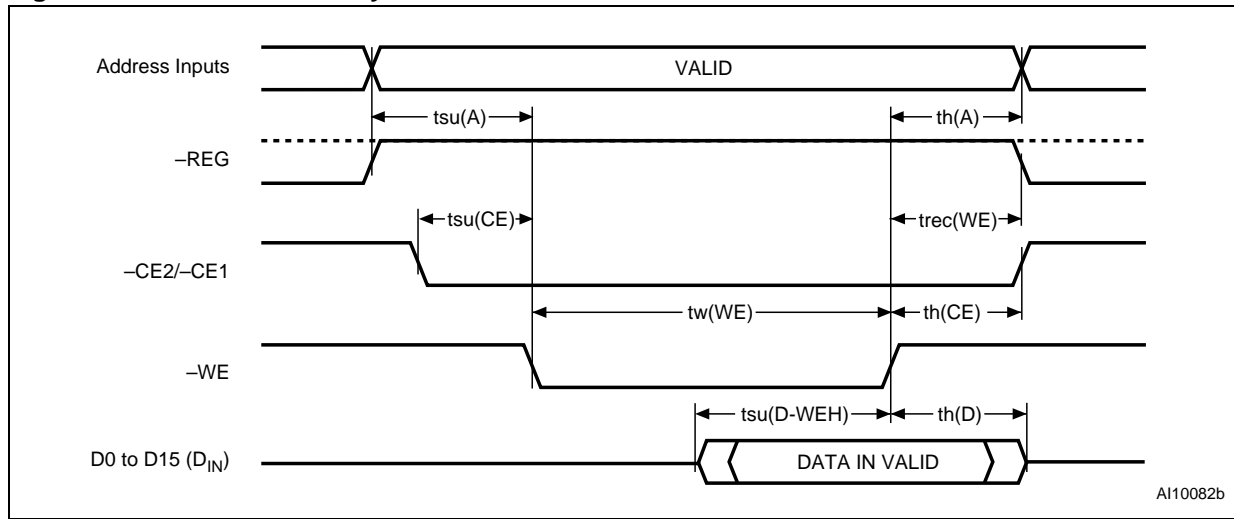 Address Inputs
VALID
tsu(A)
th(A)
–REG
tsu(CE)
trec(WE)
–CE2/–CE1
tw(WE)
th(CE)
–WE
tsu(D-WEH)
th(D)
D0 to D15 (DIN)
DATA IN VALID
AI10082b